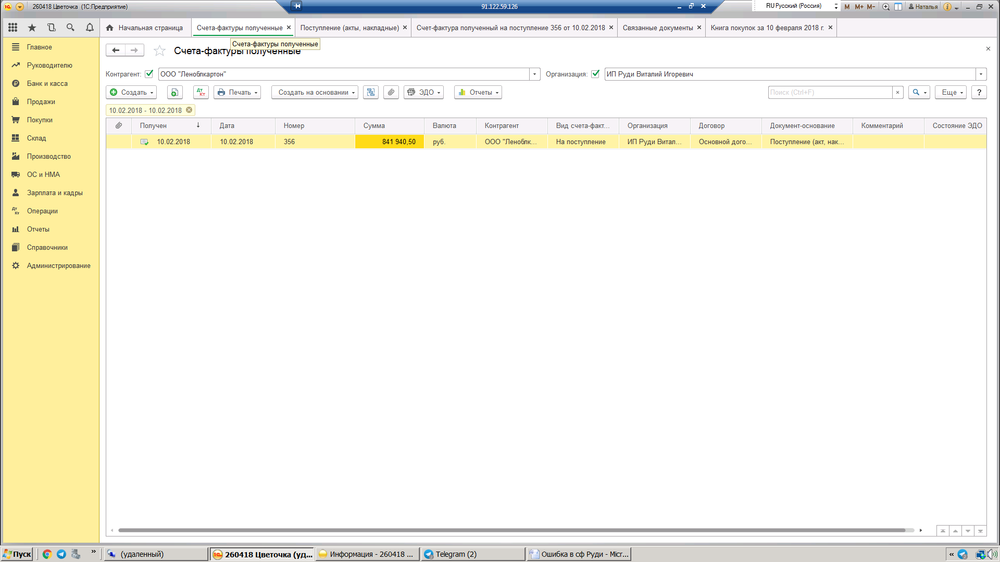 260418 Цветочка (1С:Предприятие)
91.122.59.126
RU Русский (Россия)
M M+ M- Наталья
Начальная страница
Счета-фактуры полученные
Поступление (акты, накладные)
Счет-фактура полученный на поступление 356 от 10.02.2018
Связанные документы
Книга покупок за 10 февраля 2018 г.
Главное
Руководителю
Банк и касса
Продажи
Покупки
Склад
Производство
ОС и НМА
Зарплата и кадры
Операции
Отчеты
Справочники
Администрирование
Счета-фактуры полученные
Счета-фактуры полученные
Контрагент: ООО "Леноблкартон" Организация: ИП Руди Виталий Игоревич
Создать Дт Кт Печать Создать на основании ЭДО Отчеты Поиск (Ctrl+F) Еще ?
10.02.2018 - 10.02.2018
Получен Дата Номер Сумма Валюта Контрагент Вид счета-факт... Организация Договор Документ-основание Комментарий Состояние ЭДО
10.02.2018 10.02.2018 356 841 940,50 руб. ООО "Леноблк... На поступление ИП Руди Витал... Основной дого... Поступление (акт, нак...
Пуск (удаленный) 260418 Цветочка (уд... Информация - 260418 ... Telegram (2) Ошибка в сф Руди - Micr...